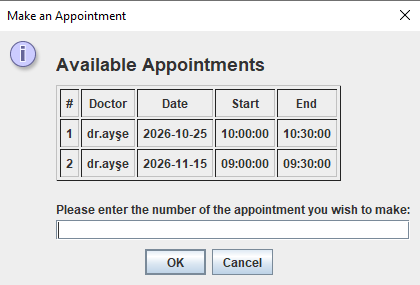 Make an Appointment
Available Appointments
# Doctor Date Start End
1 dr.ayşe 2026-10-25 10:00:00 10:30:00
2 dr.ayşe 2026-11-15 09:00:00 09:30:00
Please enter the number of the appointment you wish to make:
OK Cancel